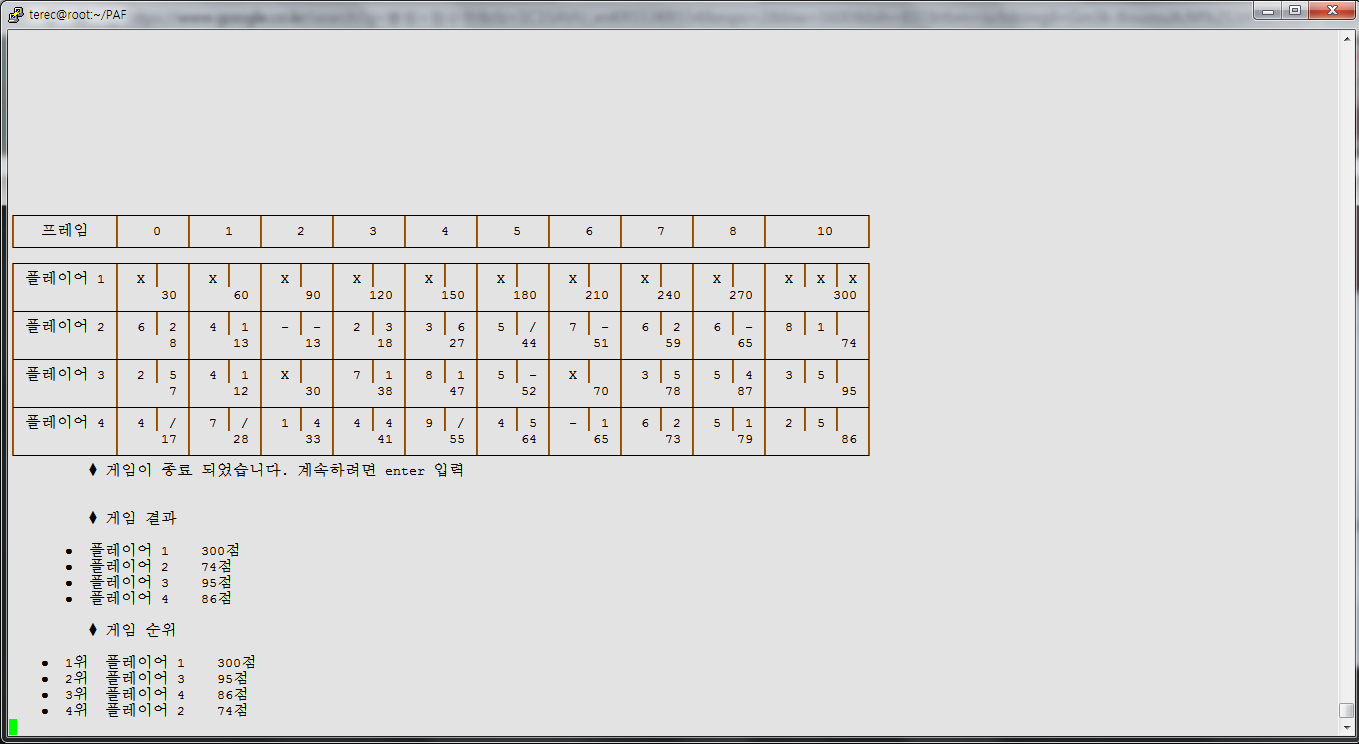 terec@root:~/PAF
프레임 0 1 2 3 4 5 6 7 8 10
플레이어 1 X X X X X X X X X X X X
30 60 90 120 150 180 210 240 270 300
플레이어 2 6 2 4 1 - - 2 3 3 6 5 / 7 - 6 2 6 - 8 1
8 13 13 18 27 44 51 59 65 74
플레이어 3 2 5 4 1 X 7 1 8 1 5 - X 3 5 5 4 3 5
7 12 30 38 47 52 70 78 87 95
플레이어 4 4 / 7 / 1 4 4 4 9 / 4 5 - 1 6 2 5 1 2 5
17 28 33 41 55 64 65 73 79 86
♦ 게임이 종료 되었습니다. 계속하려면 enter 입력
♦ 게임 결과
● 플레이어 1 300점
● 플레이어 2 74점
● 플레이어 3 95점
● 플레이어 4 86점
♦ 게임 순위
● 1위 플레이어 1 300점
● 2위 플레이어 3 95점
● 3위 플레이어 4 86점
● 4위 플레이어 2 74점